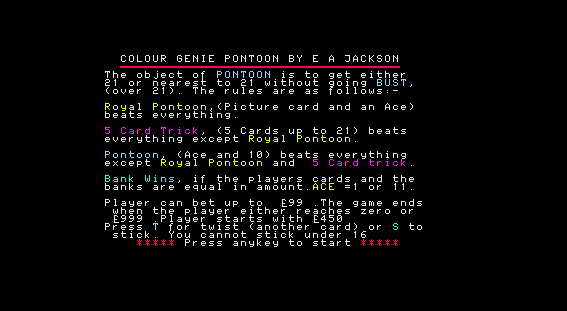 COLOUR GENIE PONTOON BY E A JACKSON
The object of PONTOON is to get either
21 or nearest to 21 without going BUST,
(over 21). The rules are as follows:-
Royal Pontoon,(Picture card and an Ace)
beats everything.
5 Card Trick, (5 Cards up to 21) beats
everything except Royal Pontoon.
Pontoon, (Ace and 10) beats everything
except Royal Pontoon and  5 Card trick.
Bank Wins, if the players cards and the
banks are equal in amount.ACE =1 or 11.
Player can bet up to  £99 .The game ends
when the player either reaches zero or
£999 .Player starts with £450
Press T for twist (another card) or S to
stick. You cannot stick under 16
***** Press anykey to start *****